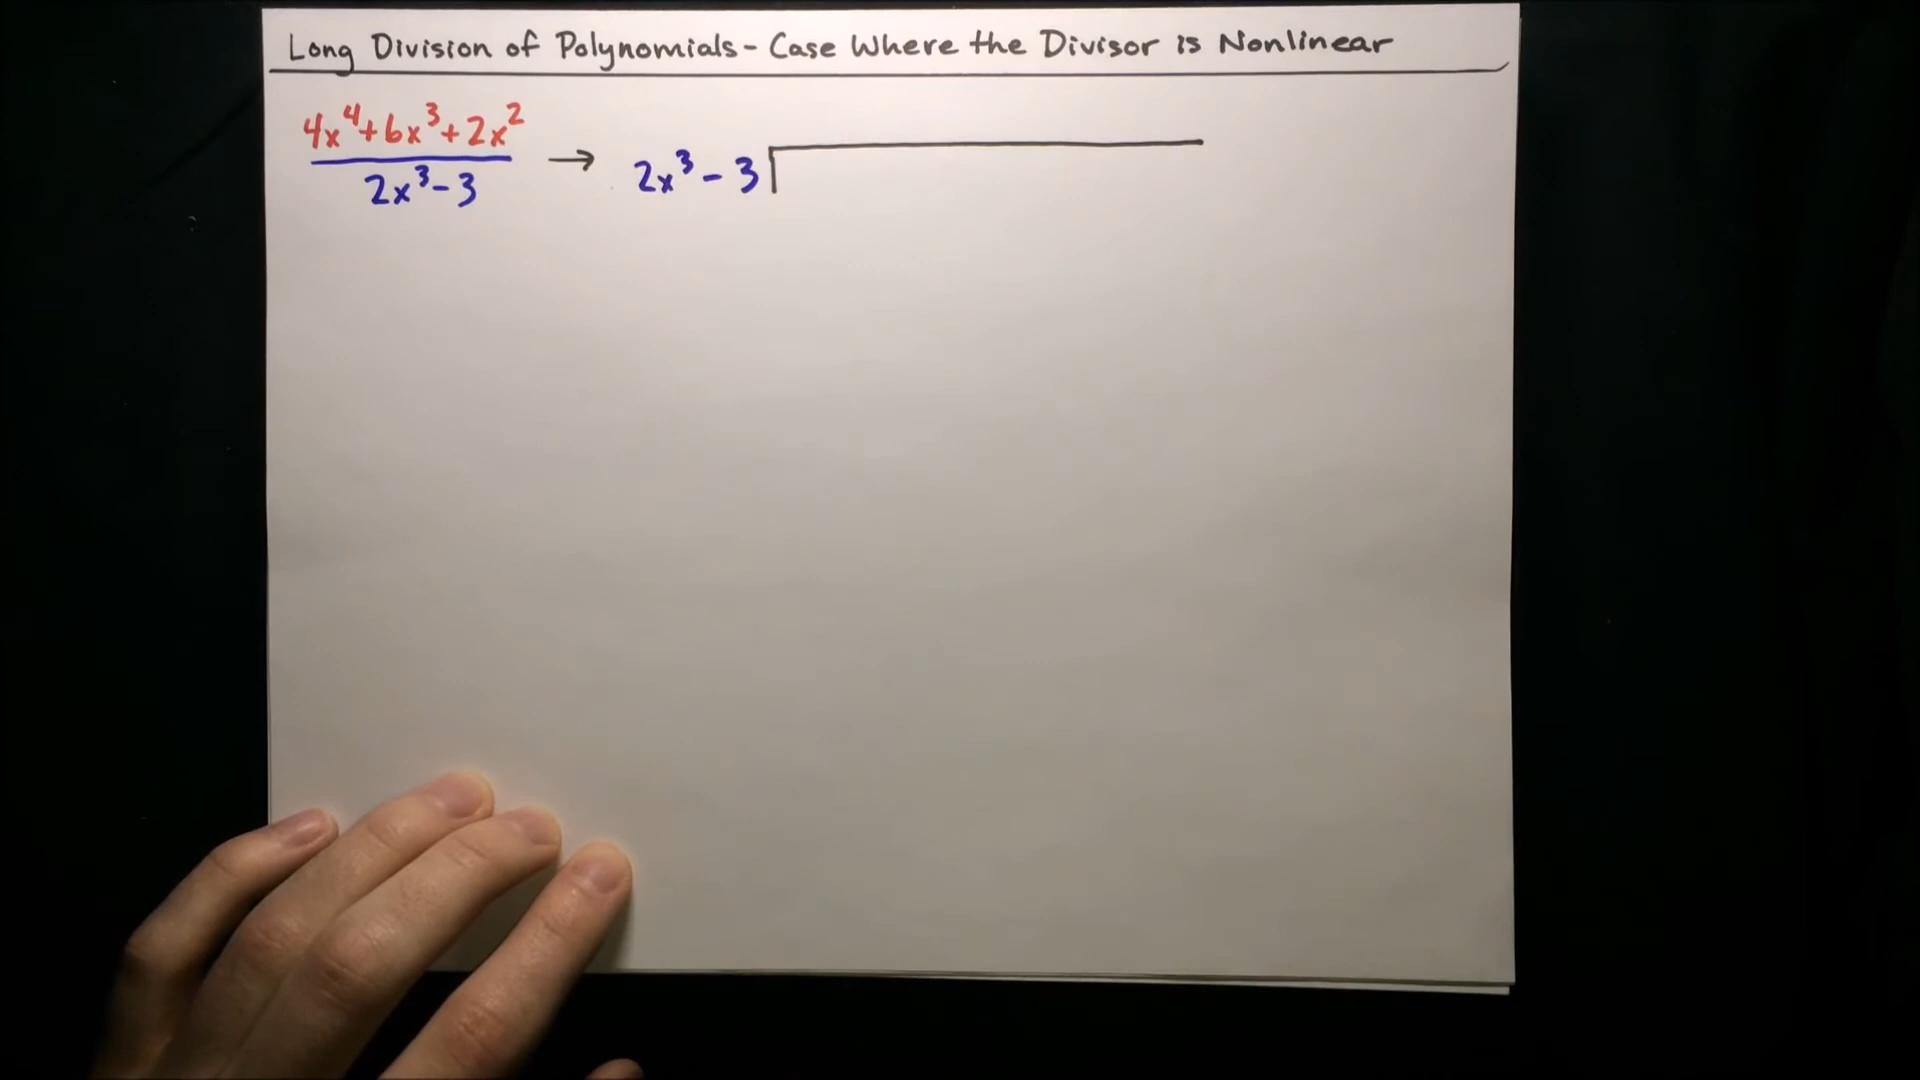 Long Division of Polynomials - Case Where the Divisor is Nonlinear
4x⁴+6x³+2x²
2x³-3
→ 2x³-3